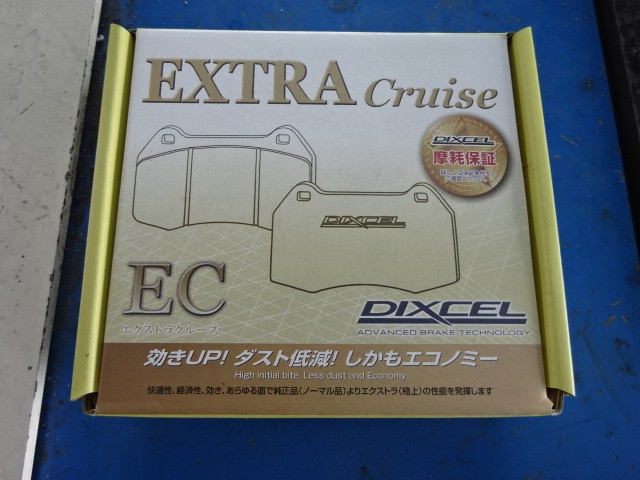 EXTRA Cruise
DIXCEL
摩耗保証
DIXCEL
EC
エクストラクルーズ
DIXCEL
ADVANCED BRAKE TECHNOLOGY
効きUP! ダスト低減! しかもエコノミー
High initial bite, Less dust and Economy
快適性、経済性、効き、あらゆる面で純正品(ノーマル品)よりエクストラ(格上)の性能を発揮します